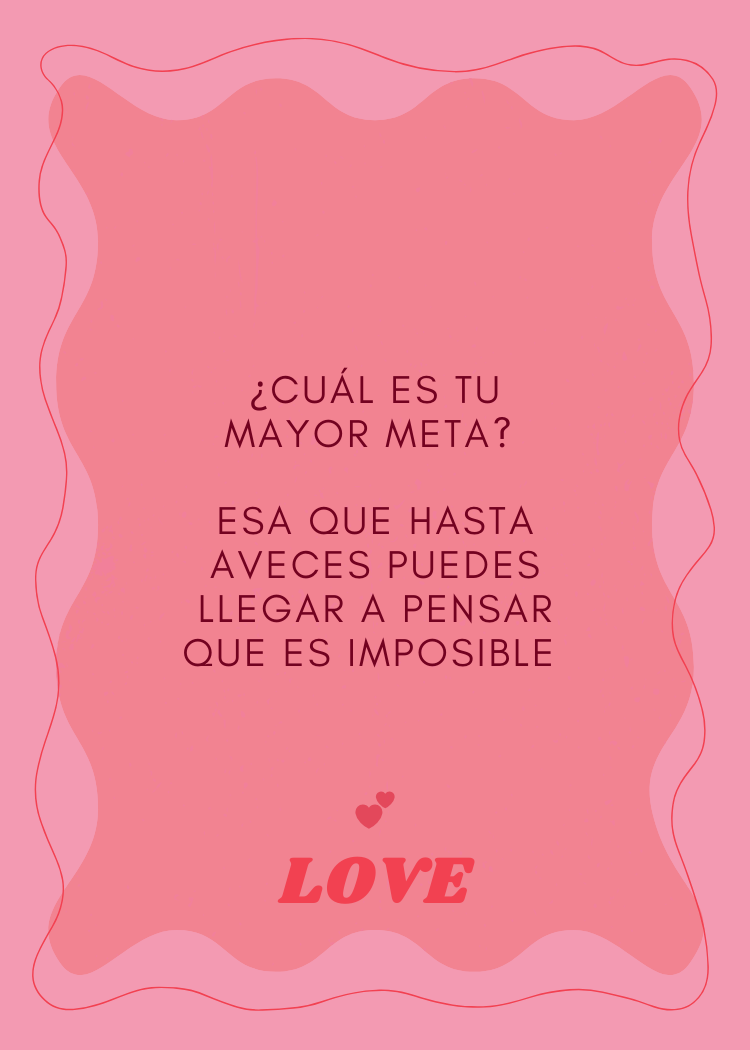 ¿CUÁL ES TU
MAYOR META?
ESA QUE HASTA
AVECES PUEDES
LLEGAR A PENSAR
QUE ES IMPOSIBLE
LOVE